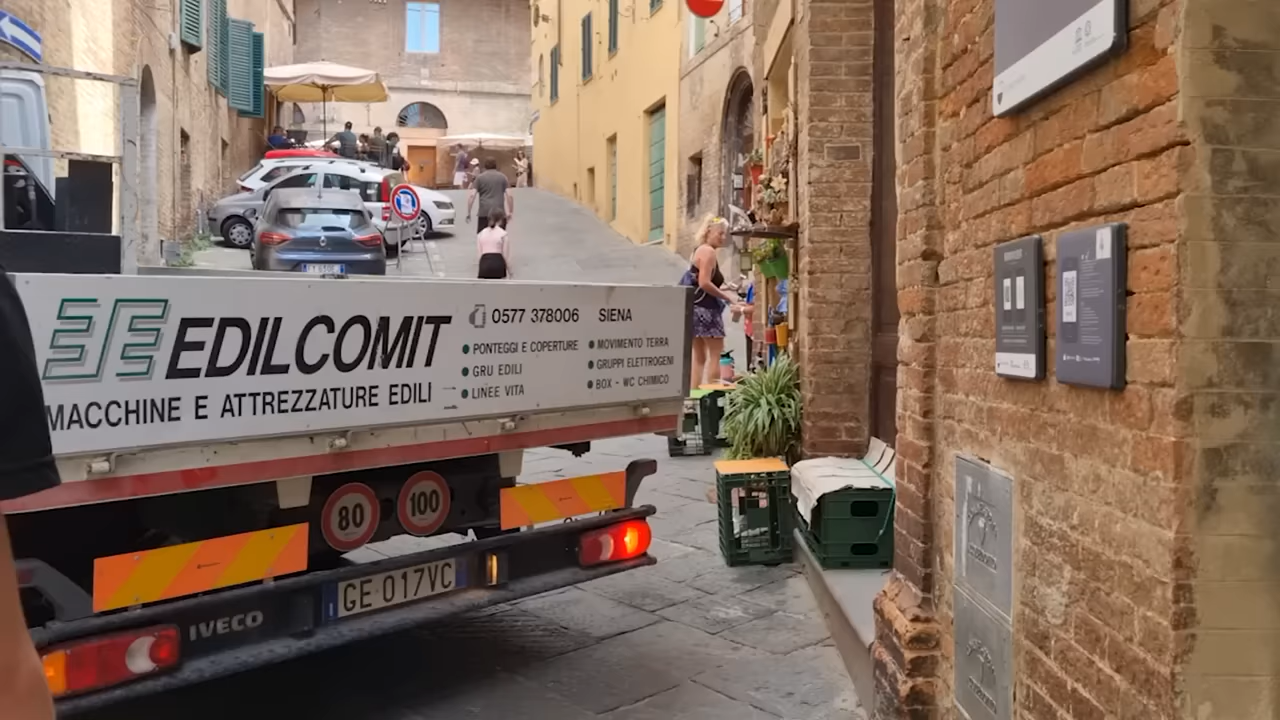 EDILCOMIT
MACCHINE E ATTREZZATURE EDILI
0577 378006 SIENA
PONTEGGI E COPERTURE
GRU EDILI
LINEE VITA
MOVIMENTO TERRA
GRUPPI ELETTROGENI
BOX - WC CHIMICO
80
100
GE 017VC
IVECO